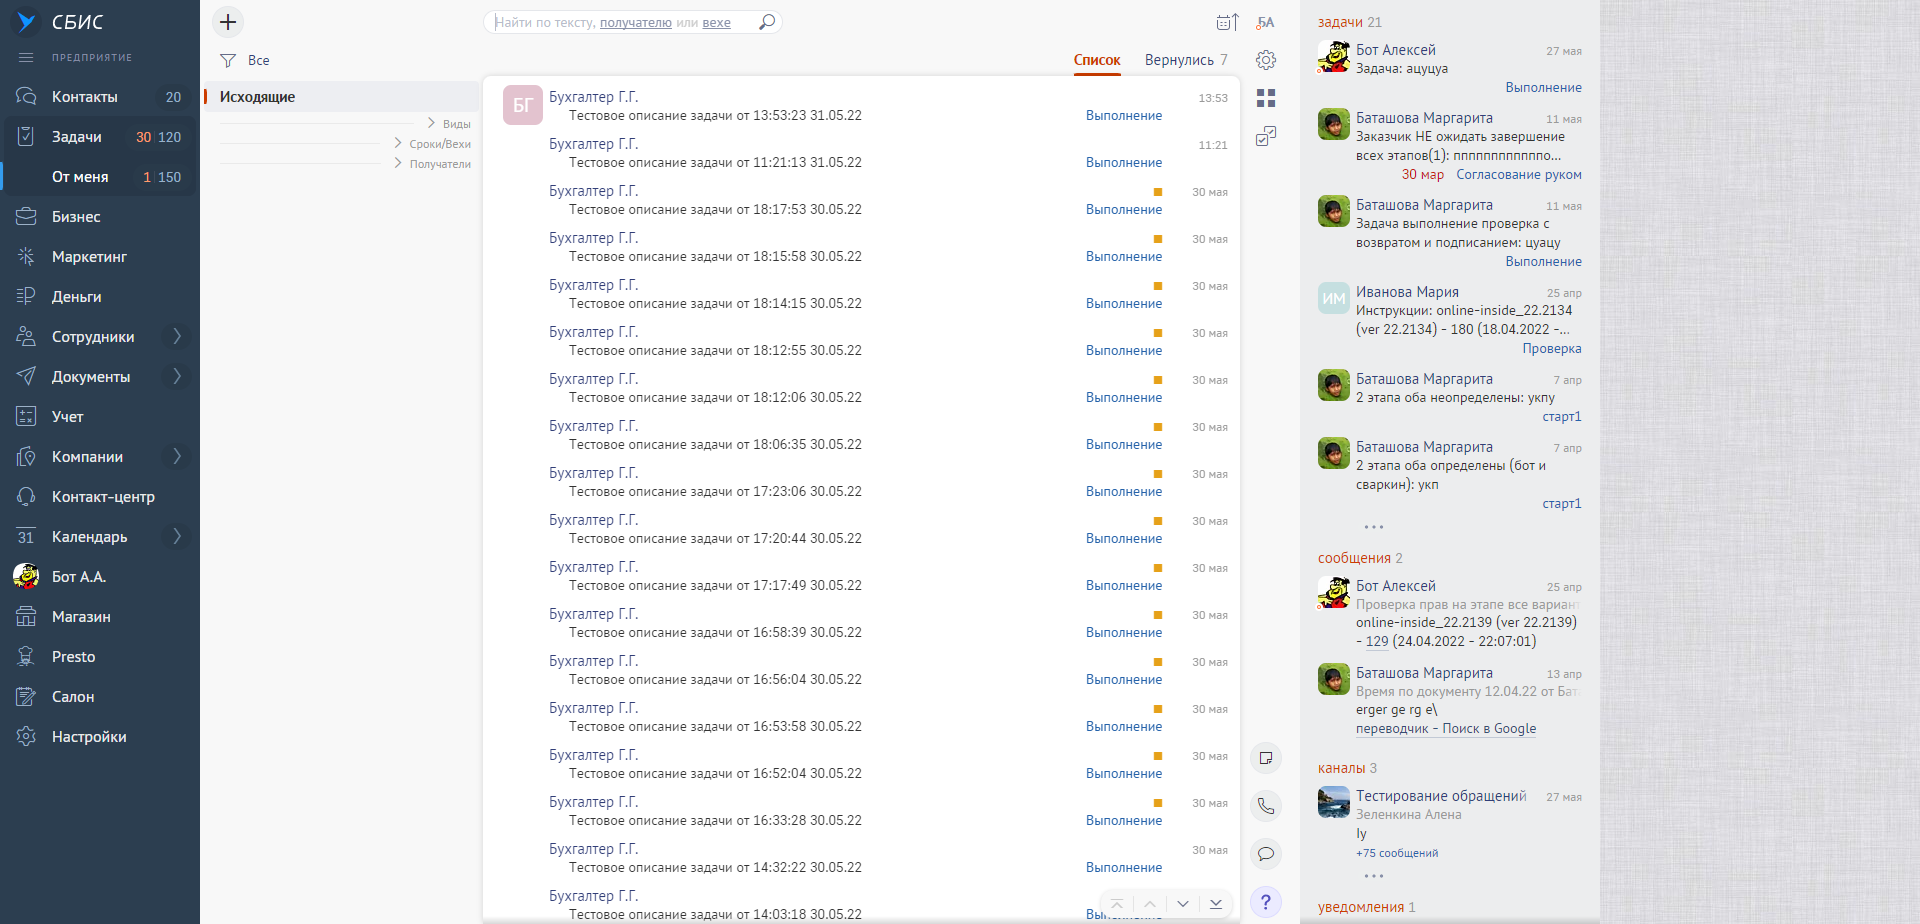 СБИС
ПРЕДПРИЯТИЕ
Контакты 20
Задачи 30 120
От меня 1 150
Бизнес
Маркетинг
Деньги
Сотрудники
Документы
Учет
Компании
Контакт-центр
31 Календарь
Бот А.А.
Магазин
Presto
Салон
Настройки
Найти по тексту, получателю или вехе
Все
Список Вернулись 7
Исходящие
Виды
Сроки/Вехи
Получатели
БГ
Бухгалтер Г.Г. 13:53
Тестовое описание задачи от 13:53:23 31.05.22 Выполнение
Бухгалтер Г.Г. 11:21
Тестовое описание задачи от 11:21:13 31.05.22 Выполнение
Бухгалтер Г.Г. 30 мая
Тестовое описание задачи от 18:17:53 30.05.22 Выполнение
Бухгалтер Г.Г. 30 мая
Тестовое описание задачи от 18:15:58 30.05.22 Выполнение
Бухгалтер Г.Г. 30 мая
Тестовое описание задачи от 18:14:15 30.05.22 Выполнение
Бухгалтер Г.Г. 30 мая
Тестовое описание задачи от 18:12:55 30.05.22 Выполнение
Бухгалтер Г.Г. 30 мая
Тестовое описание задачи от 18:12:06 30.05.22 Выполнение
Бухгалтер Г.Г. 30 мая
Тестовое описание задачи от 18:06:35 30.05.22 Выполнение
Бухгалтер Г.Г. 30 мая
Тестовое описание задачи от 17:23:06 30.05.22 Выполнение
Бухгалтер Г.Г. 30 мая
Тестовое описание задачи от 17:20:44 30.05.22 Выполнение
Бухгалтер Г.Г. 30 мая
Тестовое описание задачи от 17:17:49 30.05.22 Выполнение
Бухгалтер Г.Г. 30 мая
Тестовое описание задачи от 16:58:39 30.05.22 Выполнение
Бухгалтер Г.Г. 30 мая
Тестовое описание задачи от 16:56:04 30.05.22 Выполнение
Бухгалтер Г.Г. 30 мая
Тестовое описание задачи от 16:53:58 30.05.22 Выполнение
Бухгалтер Г.Г. 30 мая
Тестовое описание задачи от 16:52:04 30.05.22 Выполнение
Бухгалтер Г.Г. 30 мая
Тестовое описание задачи от 16:33:28 30.05.22 Выполнение
Бухгалтер Г.Г. 30 мая
Тестовое описание задачи от 14:32:22 30.05.22 Выполнение
Бухгалтер Г.Г.
Тестовое описание задачи от 14:03:18 30.05.22
БА
?
задачи 21
Бот Алексей 27 мая
Задача: ацуцуа
Выполнение
Баташова Маргарита 11 мая
Заказчик НЕ ожидать завершение
всех этапов(1): ппппппппппппо...
30 мар Согласование руком
Баташова Маргарита 11 мая
Задача выполнение проверка с
возвратом и подписанием: цуацу
Выполнение
ИМ
Иванова Мария 25 апр
Инструкции: online-inside_22.2134
(ver 22.2134) - 180 (18.04.2022 -...
Проверка
Баташова Маргарита 7 апр
2 этапа оба неопределены: укпу
старт1
Баташова Маргарита 7 апр
2 этапа оба определены (бот и
сваркин): укп
старт1
...
сообщения 2
Бот Алексей 25 апр
Проверка прав на этапе все вариант
online-inside_22.2139 (ver 22.2139)
- 129 (24.04.2022 - 22:07:01)
Баташова Маргарита 13 апр
Время по документу 12.04.22 от Бат
erger ge rg e\
переводчик - Поиск в Google
каналы 3
Тестирование обращений 27 мая
Зеленкина Алена
Iy
+75 сообщений
...
уведомления 1